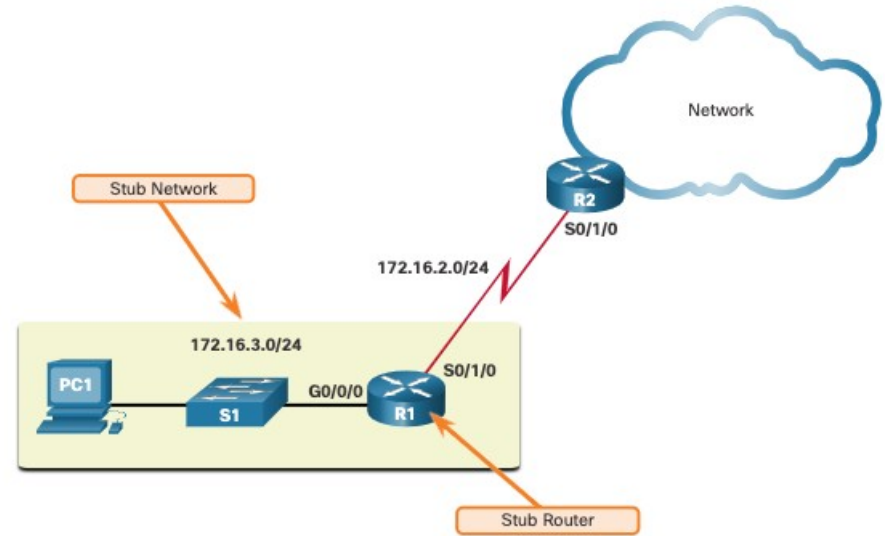 Network
Stub Network
R2
S0/1/0
172.16.2.0/24
172.16.3.0/24
S0/1/0
PC1
G0/0/0
S1
R1
Stub Router